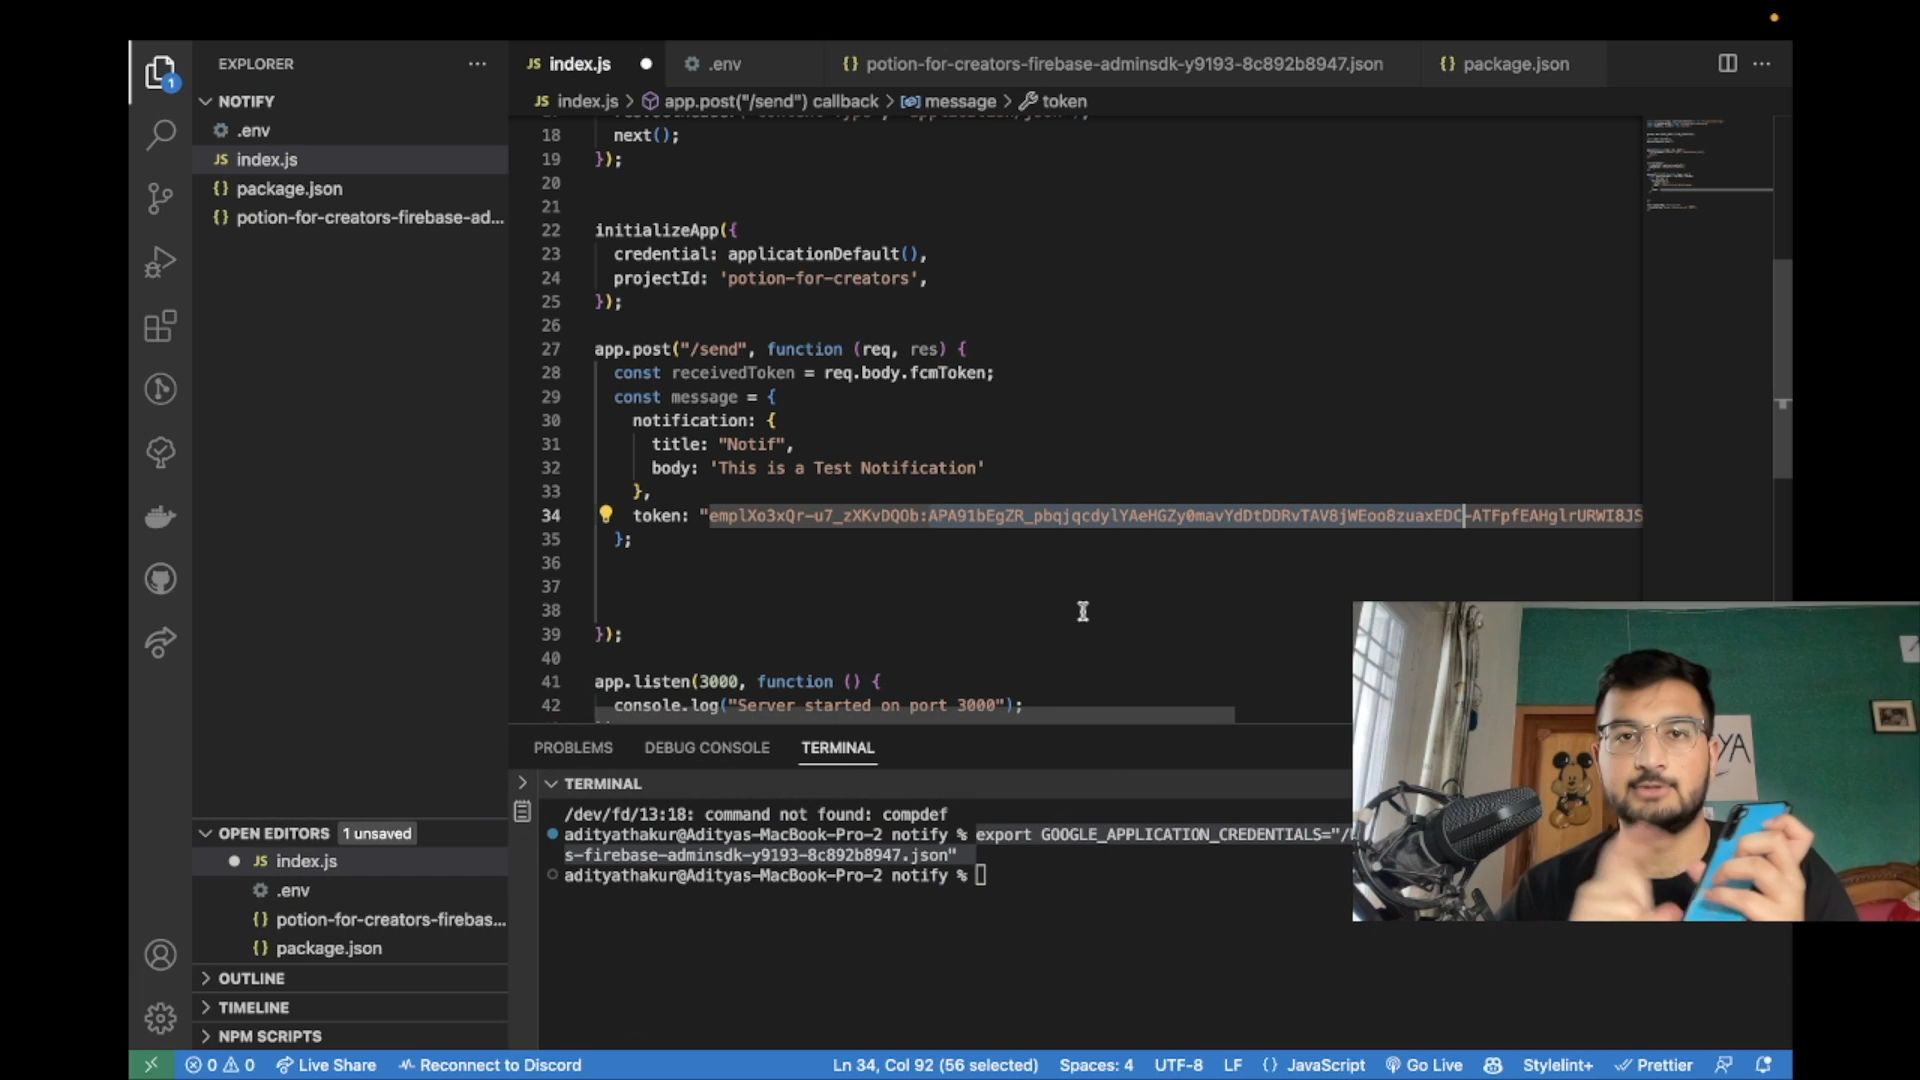 EXPLORER
NOTIFY
.env
JS index.js
{} package.json
{} potion-for-creators-firebase-ad...
OPEN EDITORS 1 unsaved
JS index.js
.env
{} potion-for-creators-firebas...
{} package.json
OUTLINE
TIMELINE
NPM SCRIPTS
1
JS index.js
.env
{} potion-for-creators-firebase-adminsdk-y9193-8c892b8947.json
{} package.json
JS index.js > app.post("/send") callback > message > token
18 next();
19 });
20
21
22 initializeApp({
23 credential: applicationDefault(),
24 projectId: 'potion-for-creators',
25 });
26
27 app.post("/send", function (req, res) {
28 const receivedToken = req.body.fcmToken;
29 const message = {
30 notification: {
31 title: "Notif",
32 body: 'This is a Test Notification'
33 },
34 token: "emplXo3xQr-u7_zXKvDQOb:APA91bEgZR_pbqjqcdylYAeHGZy0mavYdDtDDRvTAV8jWEoo8zuaxEDC-ATFpfEAHglrURWI8JS
35 };
36
37
38
39 });
40
41 app.listen(3000, function () {
42 console.log("Server started on port 3000");
PROBLEMS DEBUG CONSOLE TERMINAL
TERMINAL
/dev/fd/13:18: command not found: compdef
adityathakur@Adityas-MacBook-Pro-2 notify % export GOOGLE_APPLICATION_CREDENTIALS="/
s-firebase-adminsdk-y9193-8c892b8947.json"
adityathakur@Adityas-MacBook-Pro-2 notify %
YA
0 0 Live Share Reconnect to Discord Ln 34, Col 92 (56 selected) Spaces: 4 UTF-8 LF {} JavaScript Go Live Stylelint+ Prettier